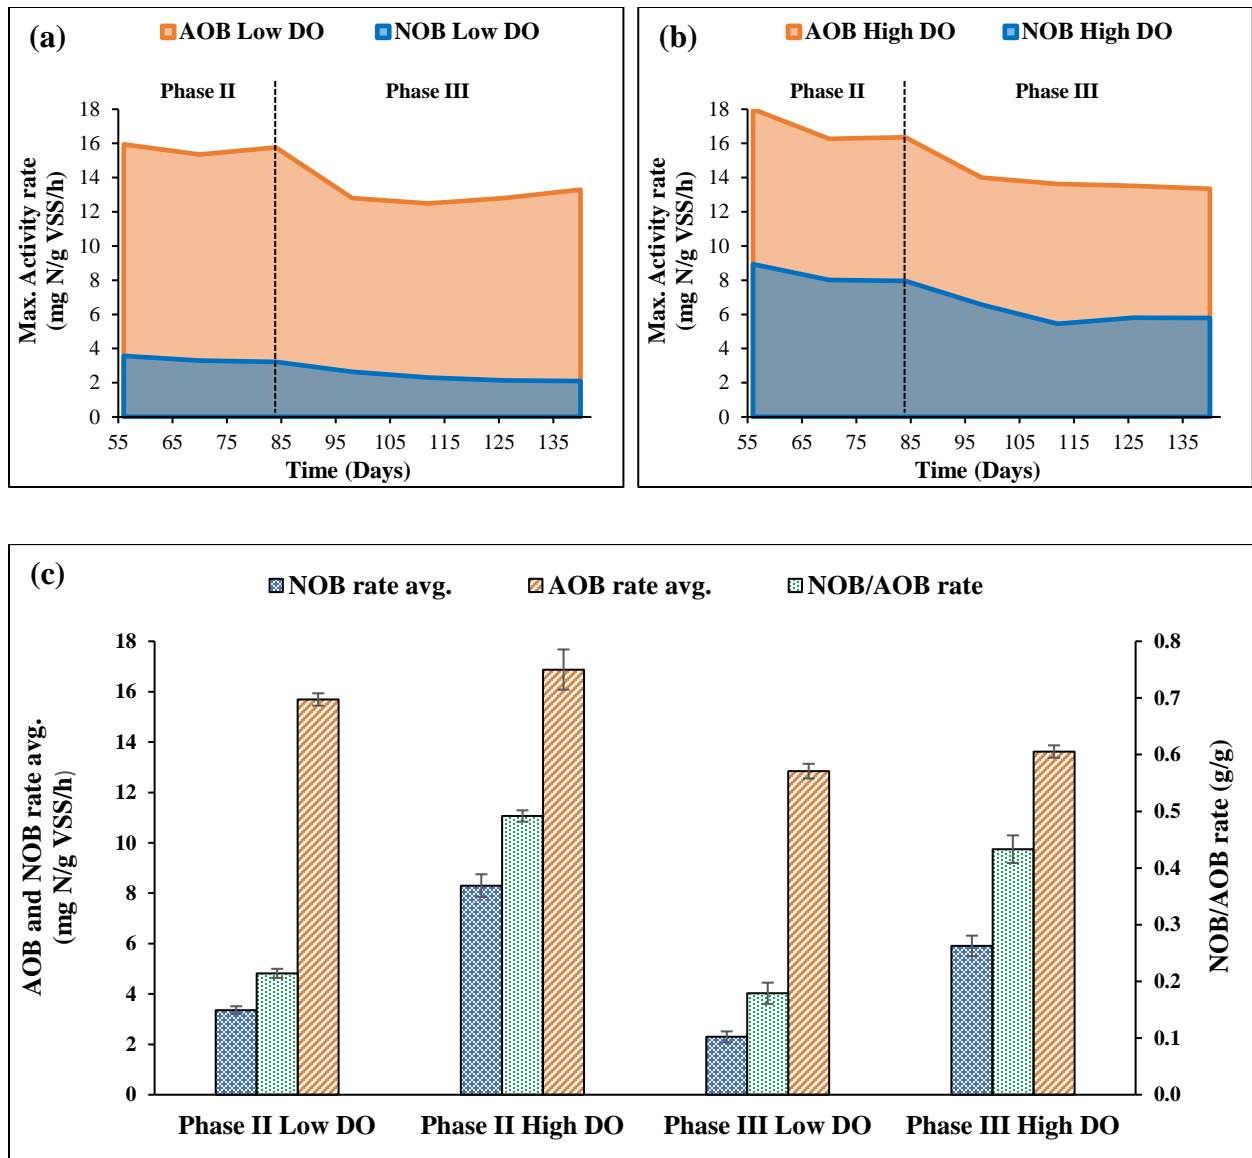 (a)
AOB Low DO NOB Low DO
Phase II Phase III
Max. Activity rate
(mg N/g VSS/h)
18
16
14
12
10
8
6
4
2
0
55 65 75 85 95 105 115 125 135
Time (Days)
(b)
AOB High DO NOB High DO
Phase II Phase III
Max. Activity rate
(mg N/g VSS/h)
18
16
14
12
10
8
6
4
2
0
55 65 75 85 95 105 115 125 135
Time (Days)
(c)
NOB rate avg. AOB rate avg. NOB/AOB rate
AOB and NOB rate avg.
(mg N/g VSS/h)
18
16
14
12
10
8
6
4
2
0
0.8
0.7
0.6
0.5
0.4
0.3
0.2
0.1
0.0
NOB/AOB rate (g/g)
Phase II Low DO Phase II High DO Phase III Low DO Phase III High DO